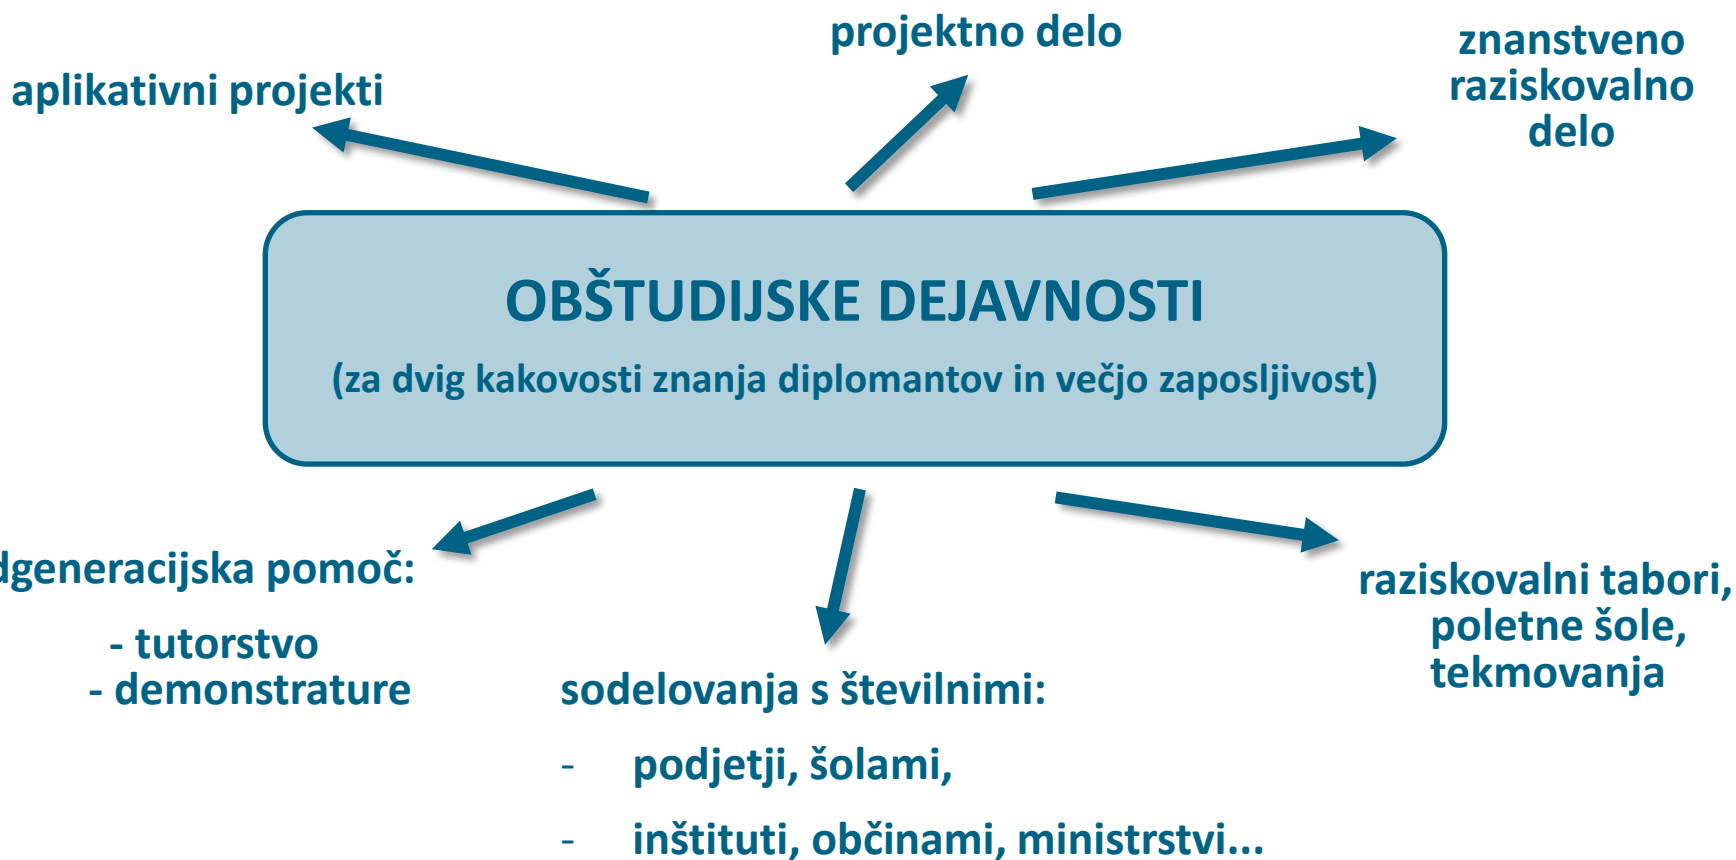 projektno delo
znanstveno
raziskovalno
delo
aplikativni projekti
OBŠTUDIJSKE DEJAVNOSTI
(za dvig kakovosti znanja diplomantov in večjo zaposljivost)
pomoč:
- tutorstvo
- demonstrature
sodelovanja s številnimi:
- podjetji, šolami,
- inštituti, občinami, ministrstvi...
raziskovalni tabori,
poletne šole,
tekmovanja